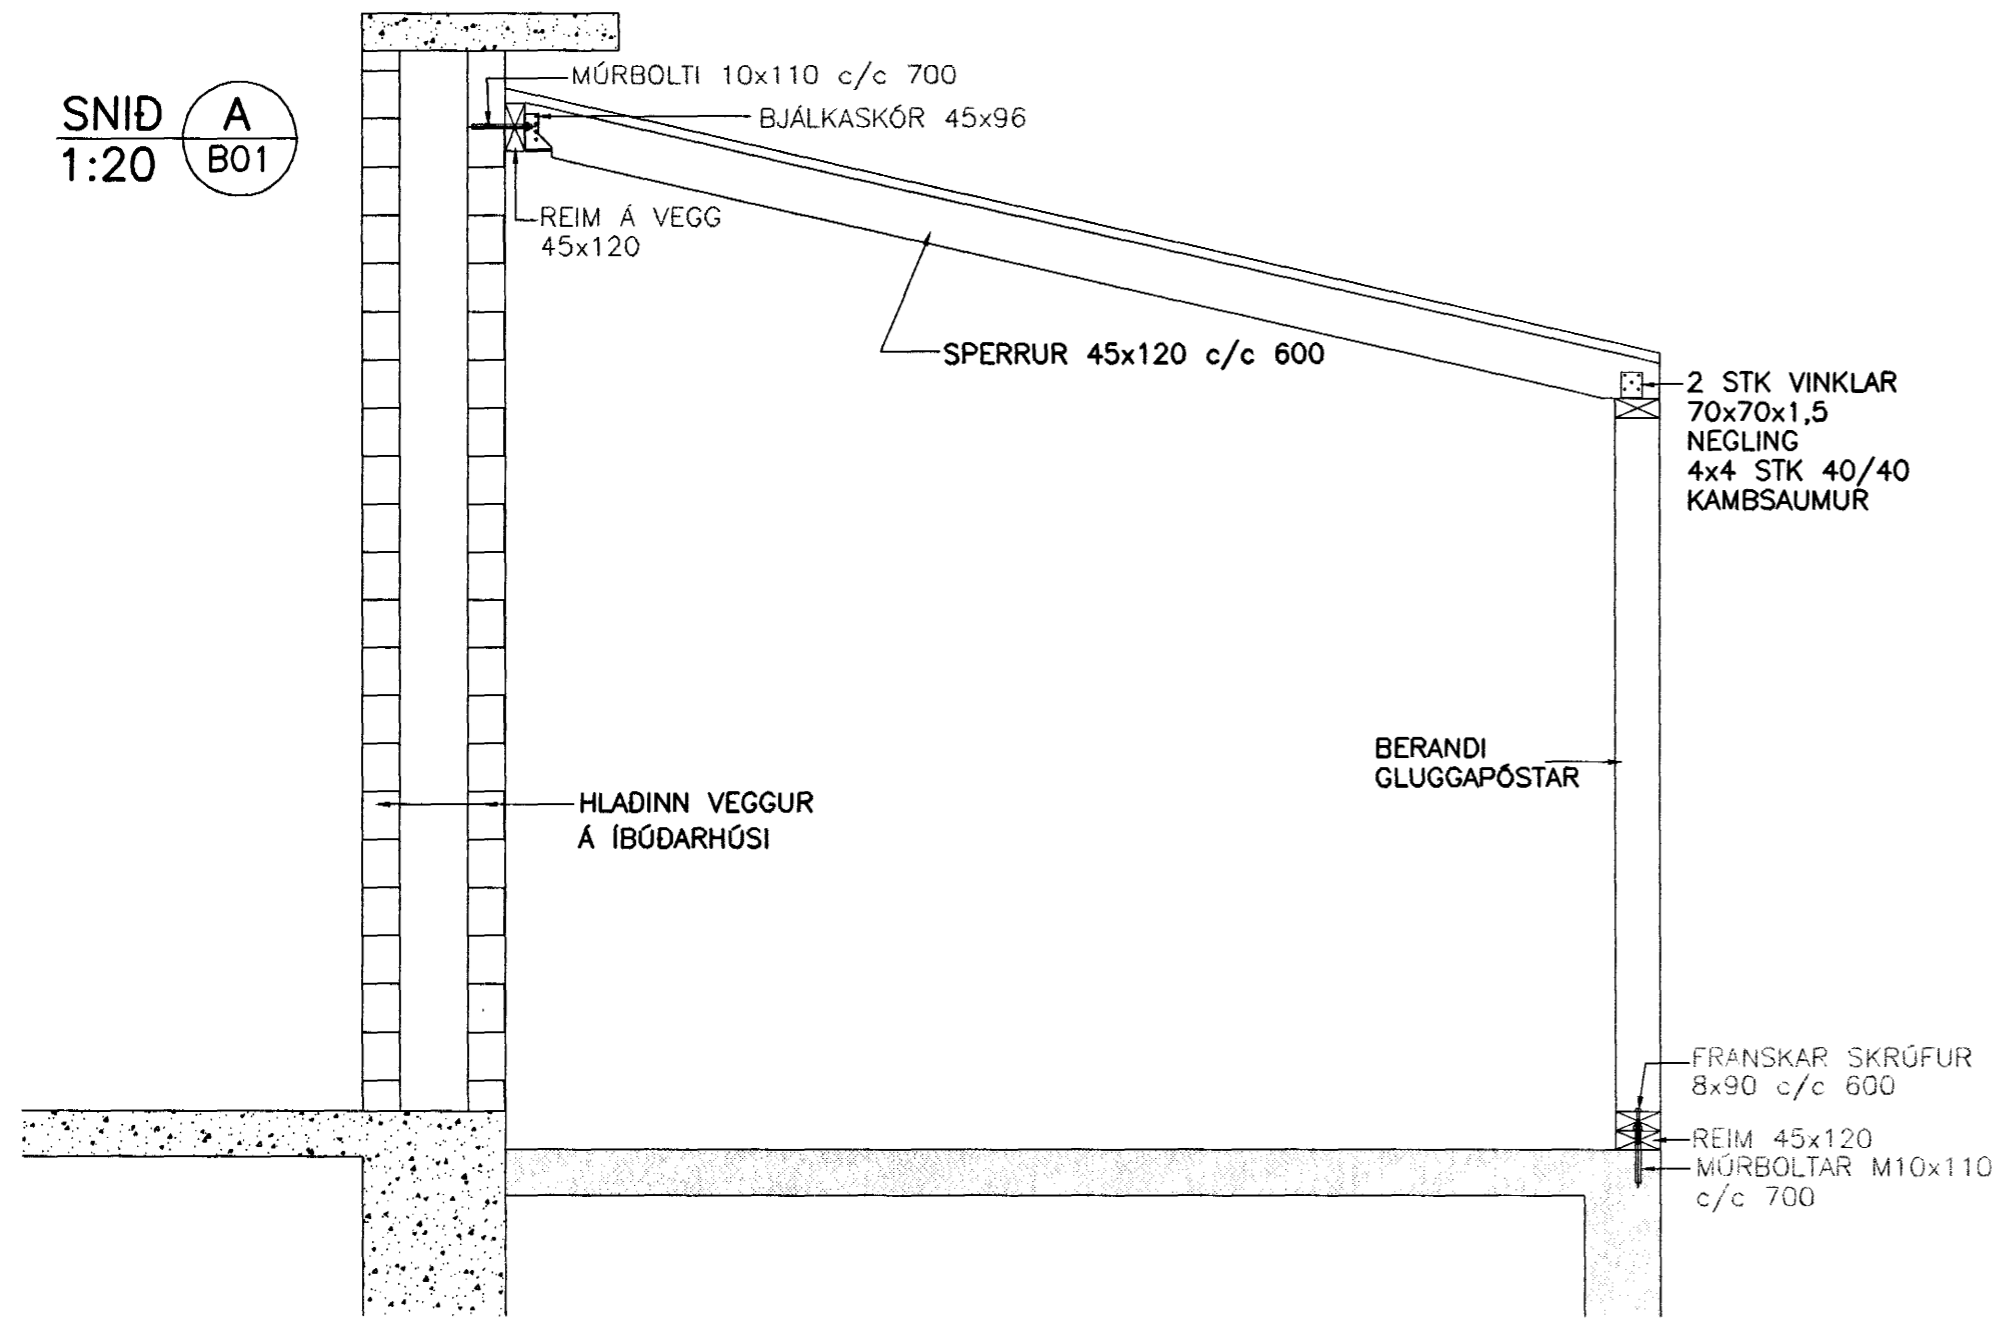 SNIÐ
1:20
A
B01
MÚRBOLTI 10x110 c/c 700
BJÁLKASKÓR 45x96
REIM Á VEGG
45x120
SPERRUR 45x120 c/c 600
2 STK VINKLAR
70x70x1,5
NEGLING
4x4 STK 40/40
KAMBSAUMUR
BERANDI
GLUGGAPÓSTAR
HLAÐINN VEGGUR
Á ÍBÚÐARHÚSI
FRANSKAR SKRÚFUR
8x90 c/c 600
REIM 45x120
MÚRBOLTAR M10x110
c/c 700